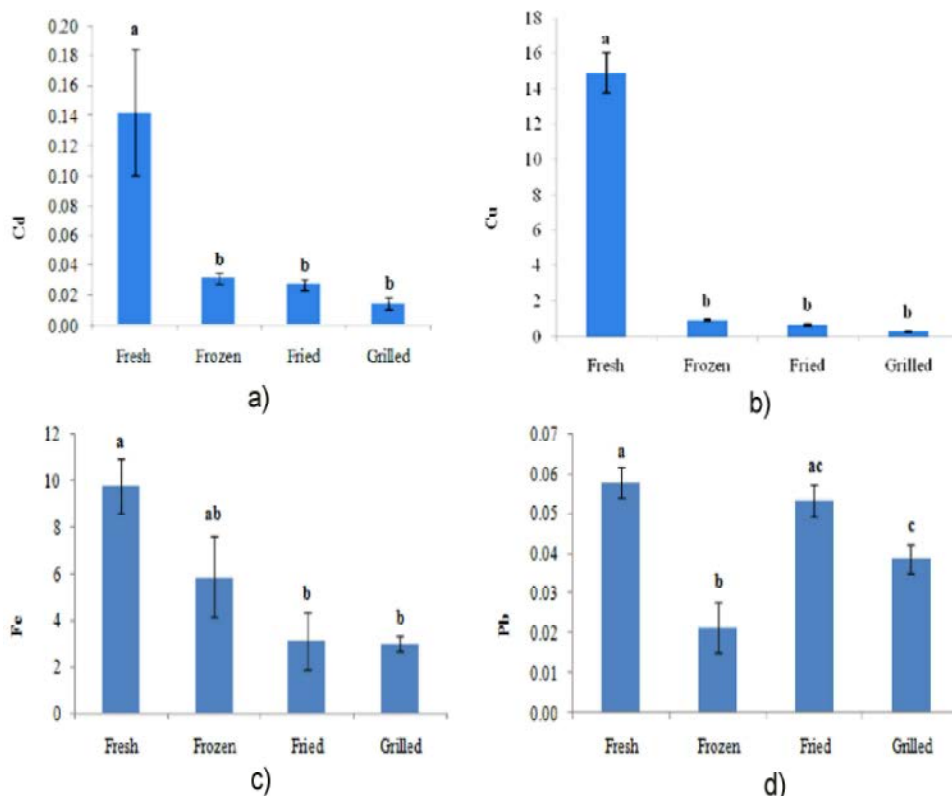 0.20
0.18
0.16
0.14
0.12
0.10
0.08
0.06
0.04
0.02
0.00
Cd
a
b
b
b
Fresh
Frozen
Fried
Grilled
a)
18
16
14
12
10
8
6
4
2
0
Cu
a
b
b
b
Fresh
Frozen
Fried
Grilled
b)
12
10
8
6
4
2
0
Fe
a
ab
b
b
Fresh
Frozen
Fried
Grilled
c)
0.07
0.06
0.05
0.04
0.03
0.02
0.01
0.00
Pb
a
b
ac
c
Fresh
Frozen
Fried
Grilled
d)